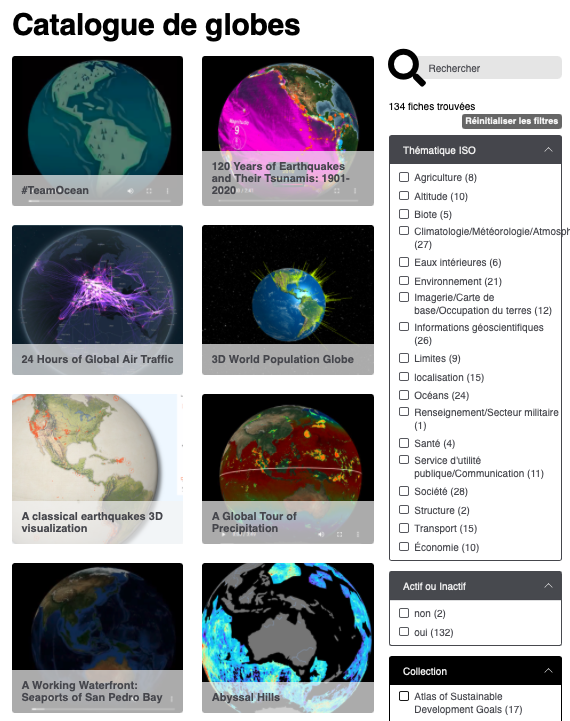 Catalogue de globes
Rechercher
134 fiches trouvées
Réinitialiser les filtres
#TeamOcean
Magnitude
9
120 Years of Earthquakes
and Their Tsunamis: 1901-
2020
24 Hours of Global Air Traffic
3D World Population Globe
A classical earthquakes 3D
visualization
A Global Tour of
Precipitation
A Working Waterfront:
Seaports of San Pedro Bay
Abyssal Hills
Thématique ISO
Agriculture (8)
Altitude (10)
Biote (5)
Climatologie/Météorologie/Atmosph
(27)
Eaux intérieures (6)
Environnement (21)
Imagerie/Carte de
base/Occupation du terres (12)
Informations géoscientifiques
(26)
Limites (9)
localisation (15)
Océans (24)
Renseignement/Secteur militaire
(1)
Santé (4)
Service d'utilité
publique/Communication (11)
Société (28)
Structure (2)
Transport (15)
Économie (10)
Actif ou Inactif
non (2)
oui (132)
Collection
Atlas of Sustainable
Development Goals (17)